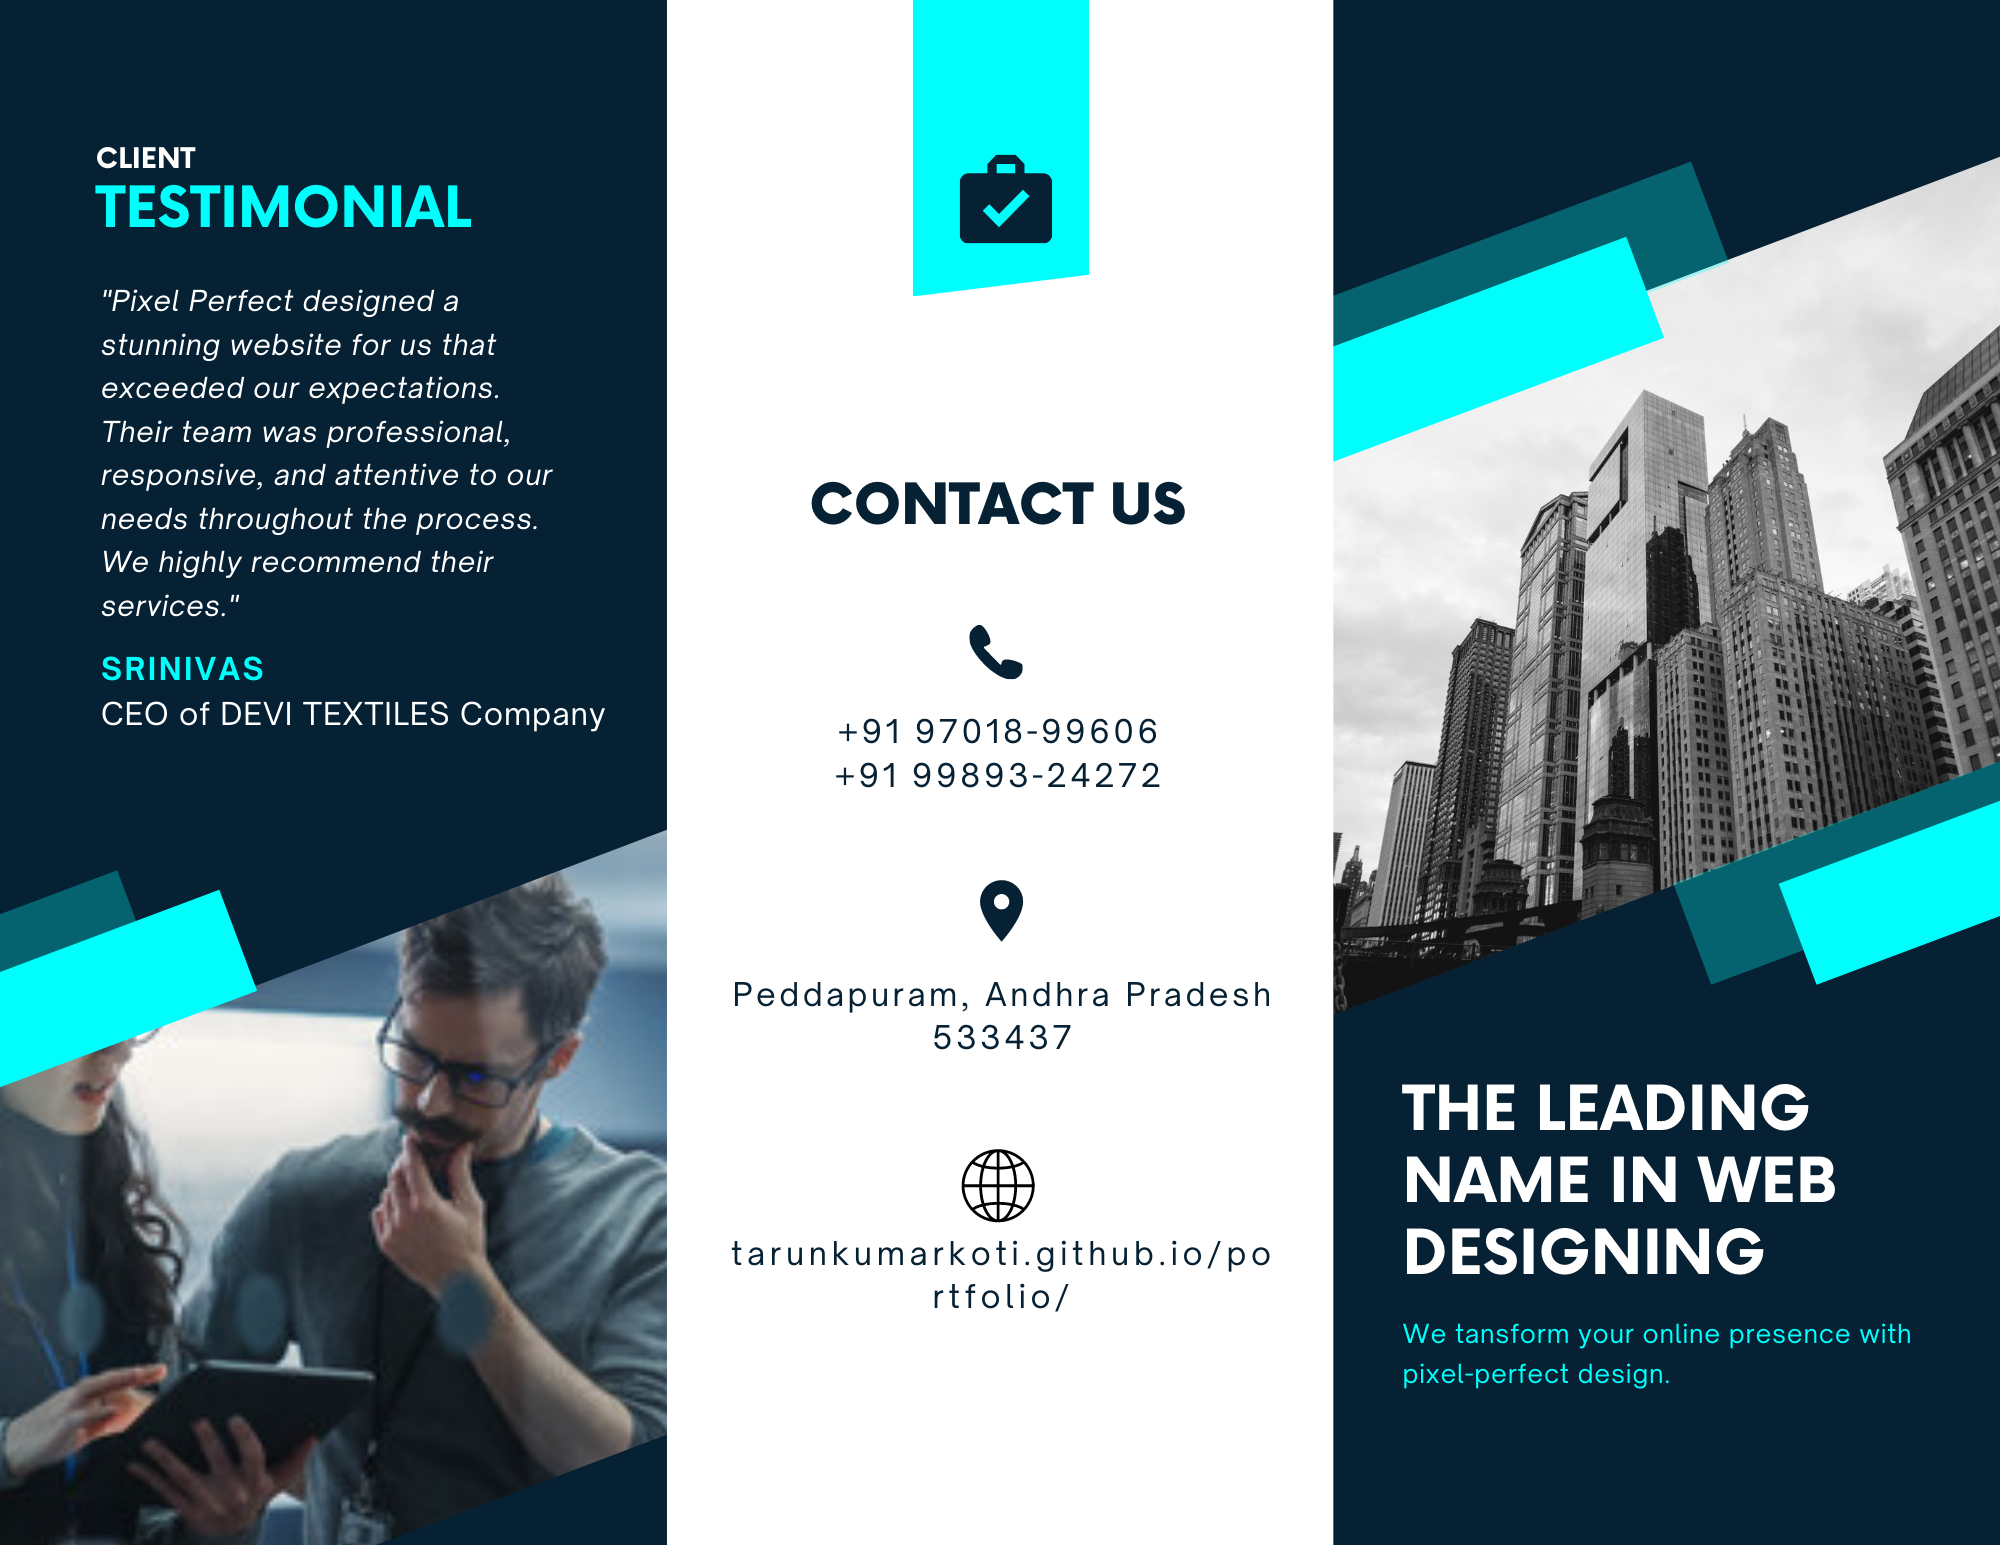 CLIENT
TESTIMONIAL
"Pixel Perfect designed a
stunning website for us that
exceeded our expectations.
Their team was professional,
responsive, and attentive to our
needs throughout the process.
We highly recommend their
services."
SRINIVAS
CEO of DEVI TEXTILES Company
CONTACT US
+91 97018-99606
+91 99893-24272
Peddapuram, Andhra Pradesh
533437
tarunkumarkoti.github.io/po
rtfolio/
THE LEADING
NAME IN WEB
DESIGNING
We tansform your online presence with
pixel-perfect design.